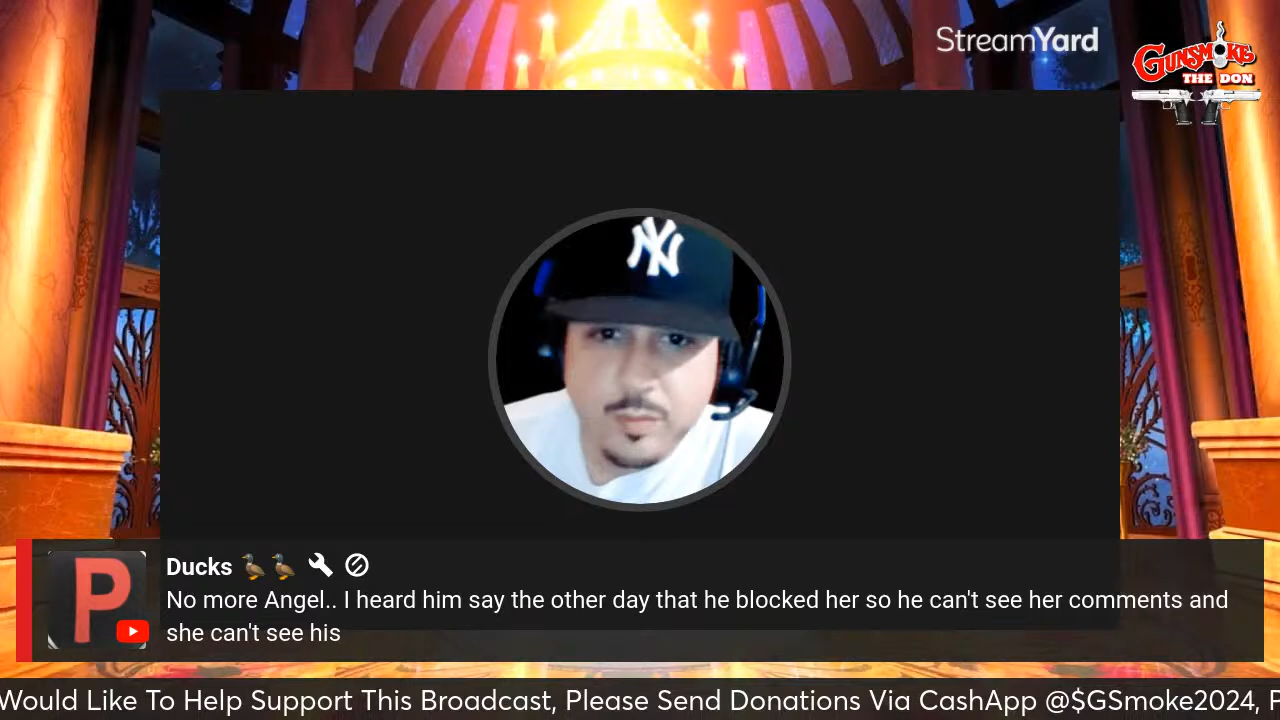 StreamYard
GUNSMOKE
THE DON
NY
P
Ducks 🦆🦆
No more Angel.. I heard him say the other day that he blocked her so he can't see her comments and
she can't see his
Would Like To Help Support This Broadcast, Please Send Donations Via CashApp @$GSmoke2024,